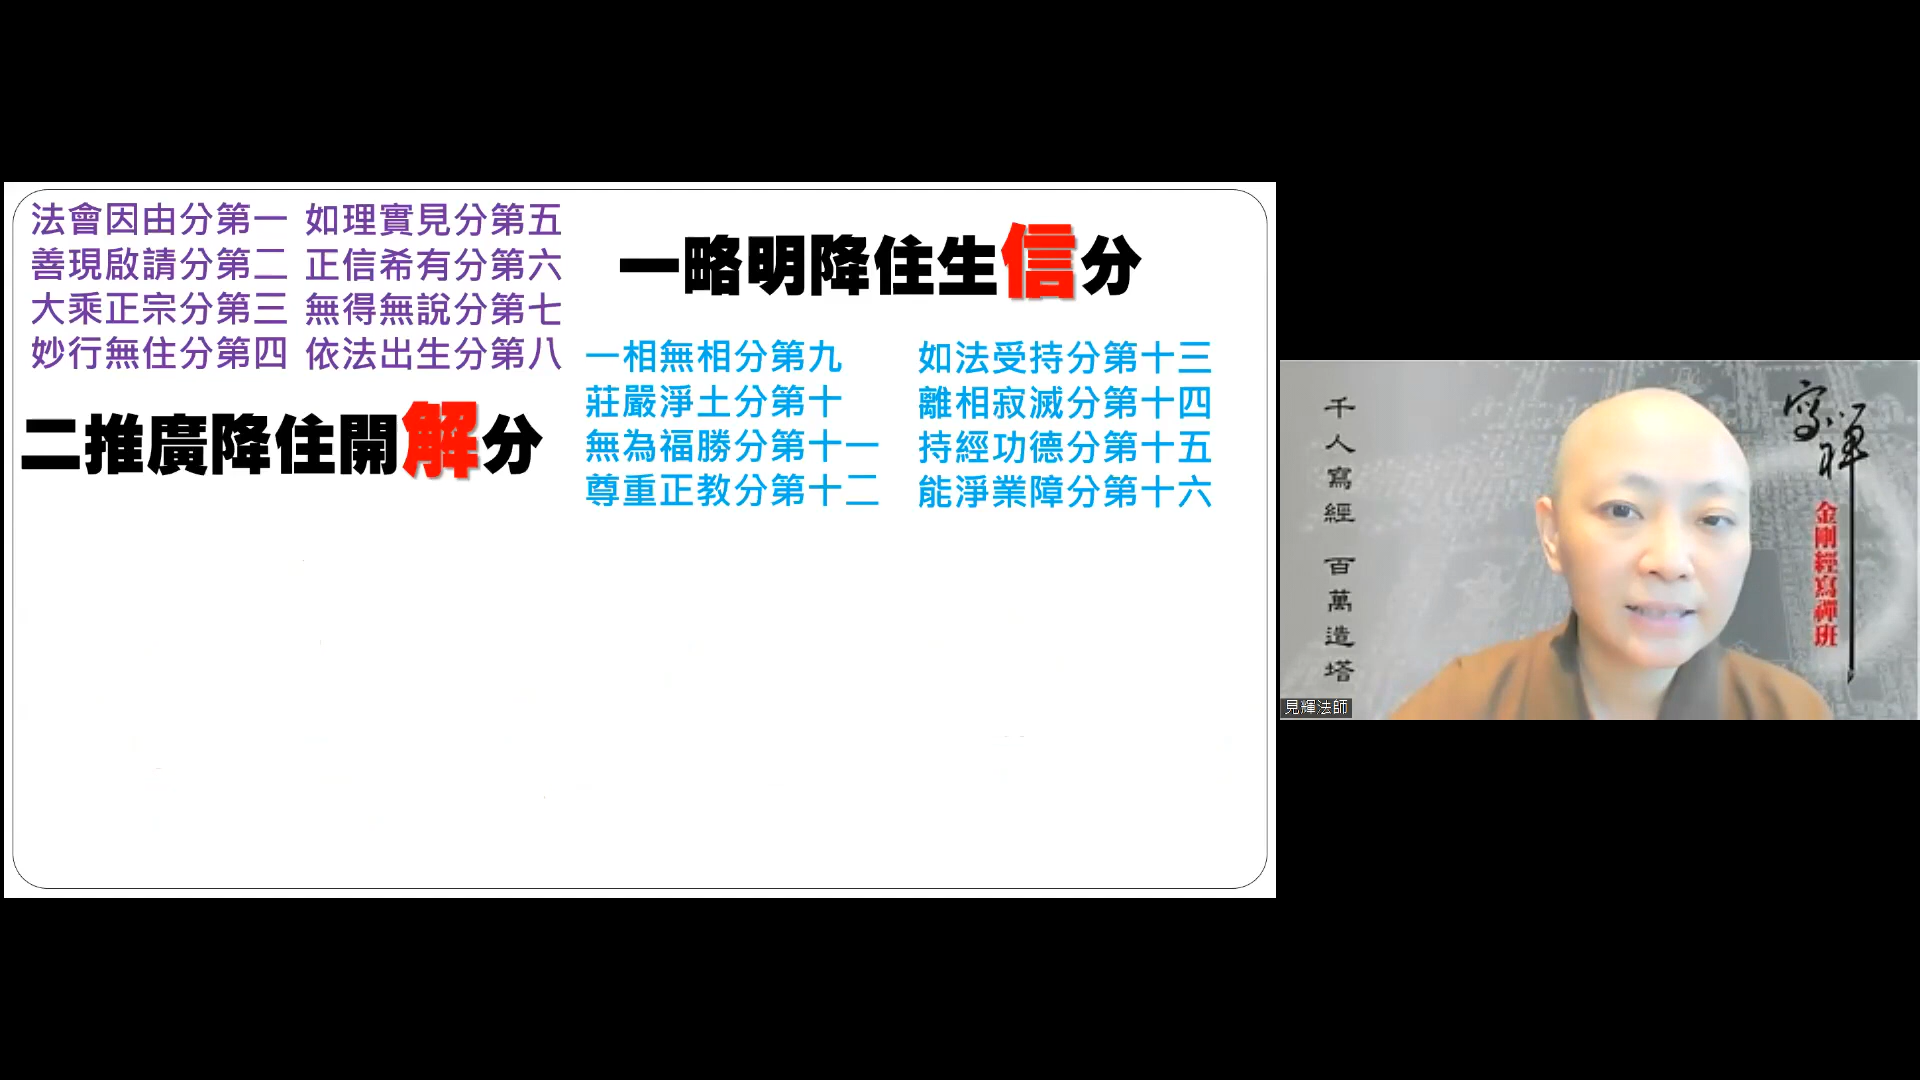 法會因由分第一 如理實見分第五
善現啟請分第二 正信希有分第六
大乘正宗分第三 無得無說分第七
妙行無住分第四 依法出生分第八
一略明降住生信分
二推廣降住開解分
一相無相分第九 如法受持分第十三
莊嚴淨土分第十 離相寂滅分第十四
無為福勝分第十一 持經功德分第十五
尊重正教分第十二 能淨業障分第十六
千人寫經 百萬造塔
寫禪
金剛經寫禪班
見輝法師